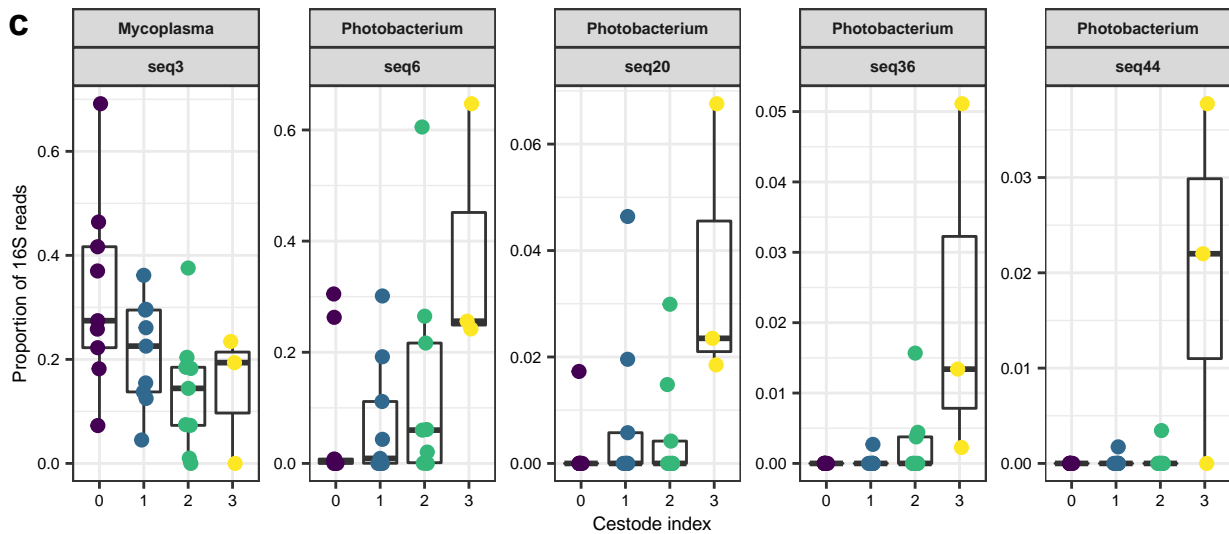 c
Mycoplasma Photobacterium Photobacterium Photobacterium Photobacterium
seq3 seq6 seq20 seq36 seq44
Proportion of 16S reads
0.6
0.4
0.2
0.0
0 1 2 3
0.6
0.4
0.2
0.0
0 1 2 3
0.06
0.04
0.02
0.00
0 1 2 3
0.05
0.04
0.03
0.02
0.01
0.00
0 1 2 3
0.03
0.02
0.01
0.00
0 1 2 3
Cestode index